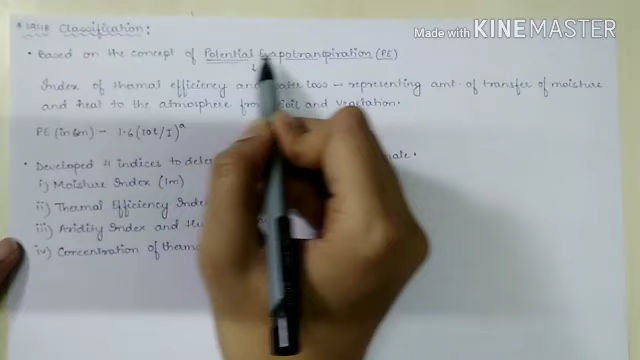 Made with KINEMASTER
* 1948 Classification:
• Based on the concept of Potential Evapotranspiration (PE)
Index of thermal efficiency and water loss - representing amt. of transfer of moisture
and heat to the atmosphere from soil and vegetation.
PE (in cm) - 1.6 (10t/I)ᵃ
• Developed 4 indices to
i) Moisture Index (Im)
ii) Thermal Efficiency Index
iii) Aridity Index and
iv) Concentration of